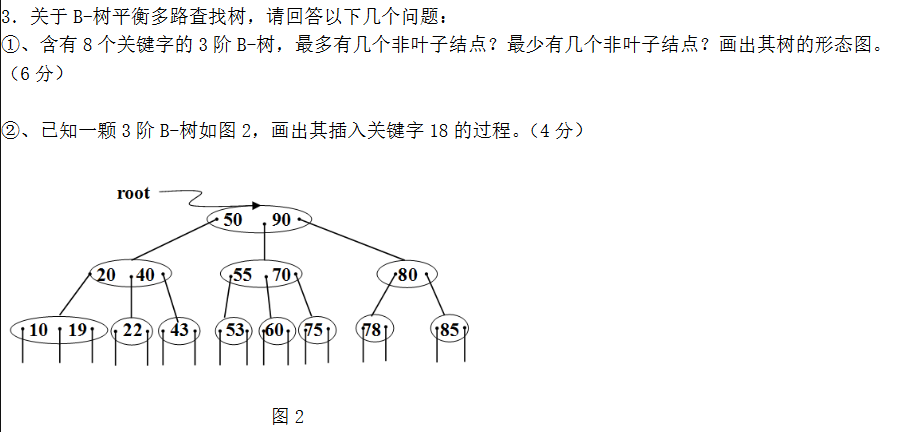 3．关于 B-树平衡多路查找树，请回答以下几个问题：
①、含有 8 个关键字的 3 阶 B-树，最多有几个非叶子结点？最少有几个非叶子结点？画出其树的形态图。
（6 分）
②、已知一颗 3 阶 B-树如图 2，画出其插入关键字 18 的过程。（4 分）
root
50 90
20 40 55 70 80
10 19 22 43 53 60 75 78 85
图 2